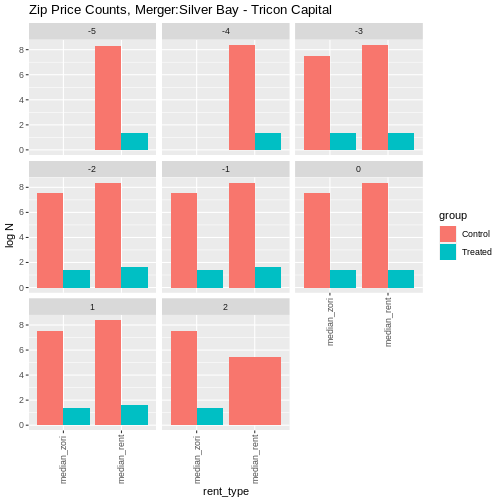 Zip Price Counts, Merger:Silver Bay - Tricon Capital
-5
-4
-3
8
6
4
2
0
-2
-1
0
8
6
4
2
0
log N
group
Control
Treated
1
2
median_zori
median_rent
8
6
4
2
0
median_zori
median_rent
median_zori
median_rent
rent_type